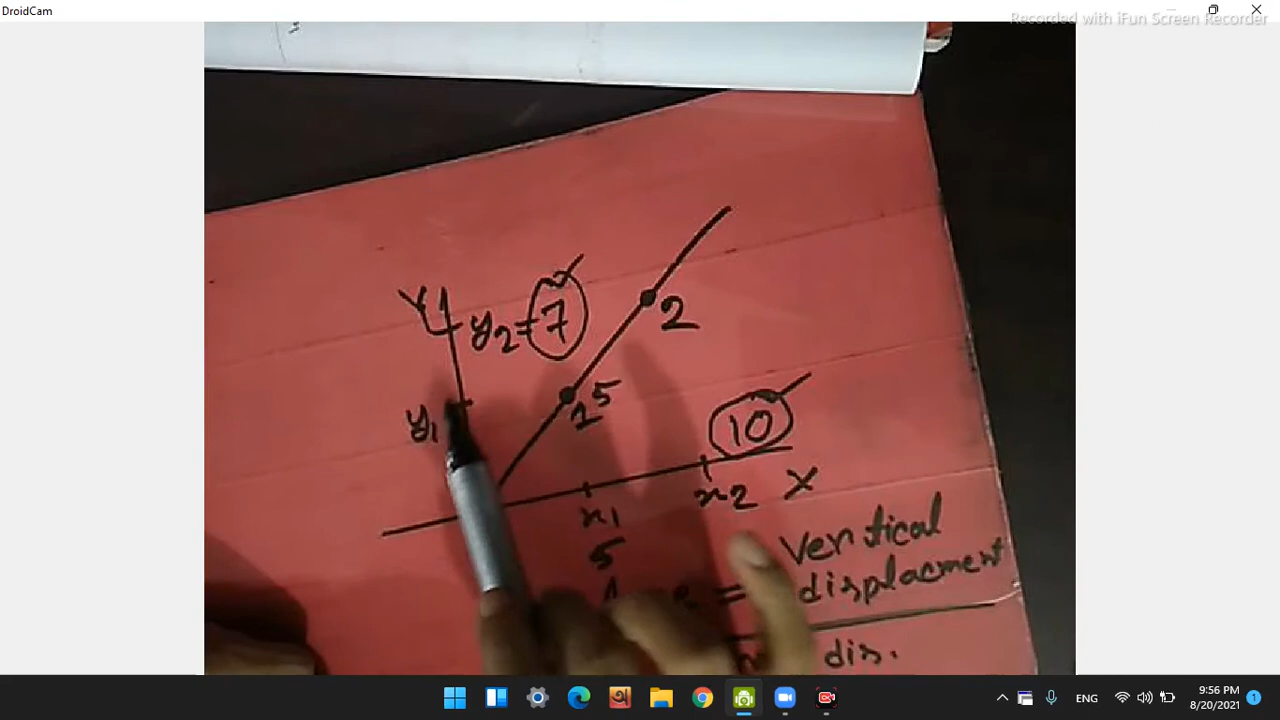 DroidCam
Recorded with iFun Screen Recorder
Y
y2=7
2
y1
15
10
x1
x2
X
5
=
Vertical
displacment
dis.
ENG
9:56 PM
8/20/2021
1